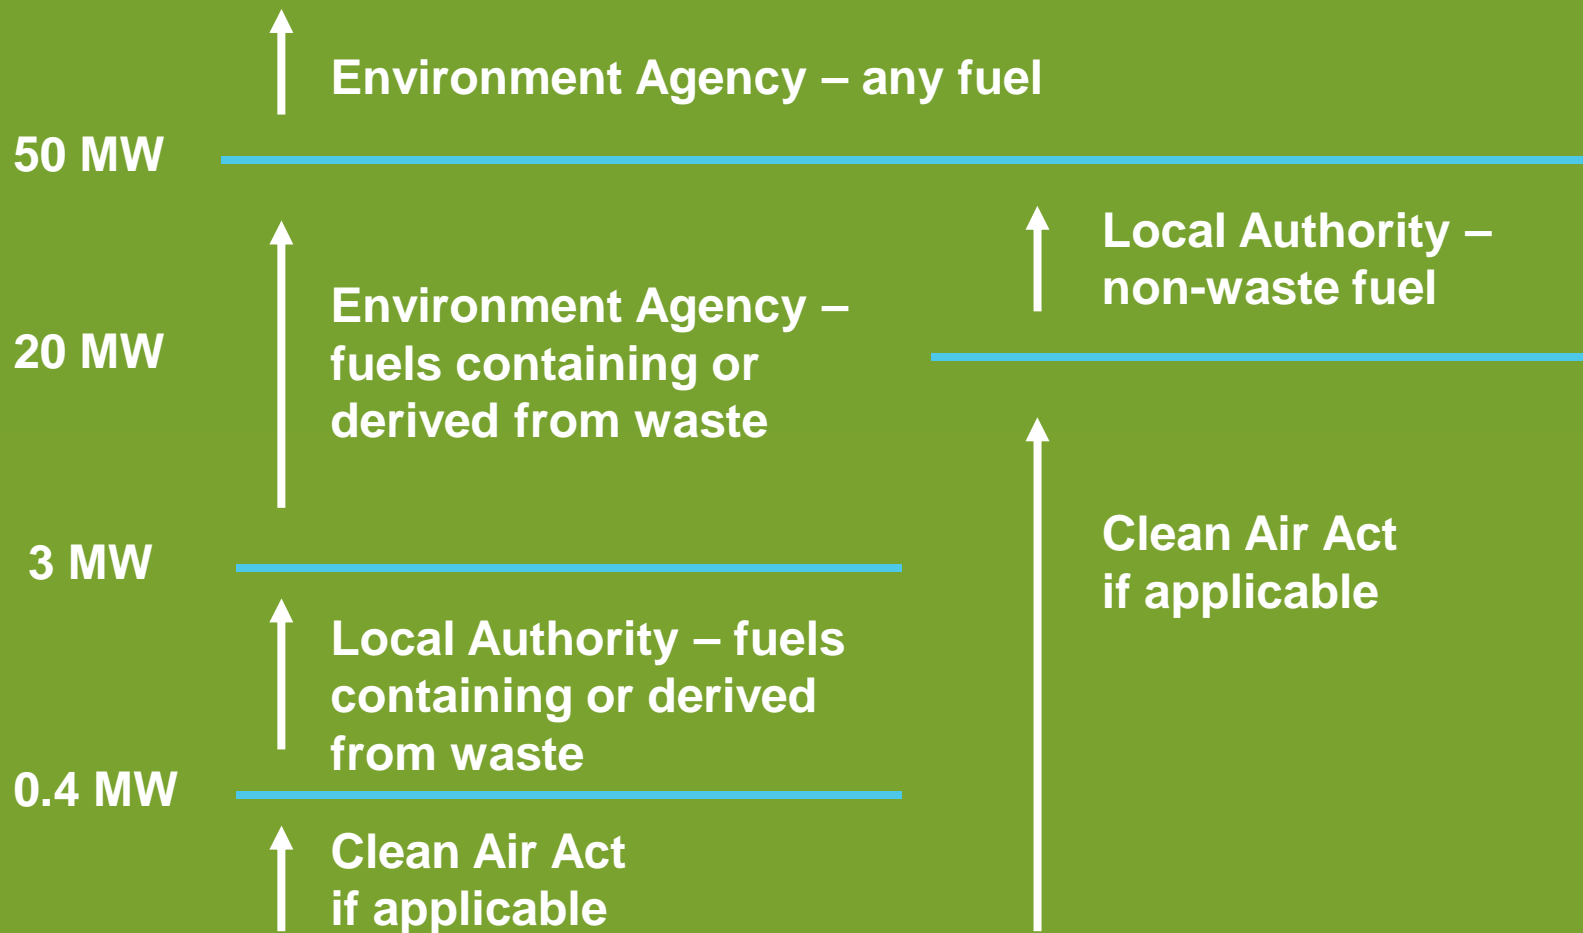 Environment Agency – any fuel
50 MW
Local Authority –
non-waste fuel
Environment Agency –
fuels containing or
derived from waste
20 MW
Clean Air Act
if applicable
3 MW
Local Authority – fuels
containing or derived
from waste
0.4 MW
Clean Air Act
if applicable